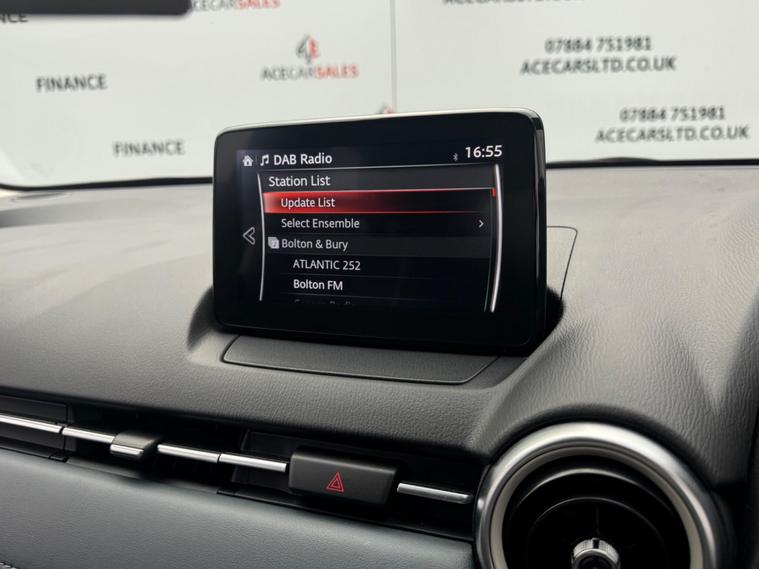 ACECARSALES
ACECARSALES
FINANCE
FINANCE
07884 751981
ACECARSLTD.CO.UK
07884 751981
ACECARSLTD.CO.UK
DAB Radio
16:55
Station List
Update List
Select Ensemble
Bolton & Bury
ATLANTIC 252
Bolton FM